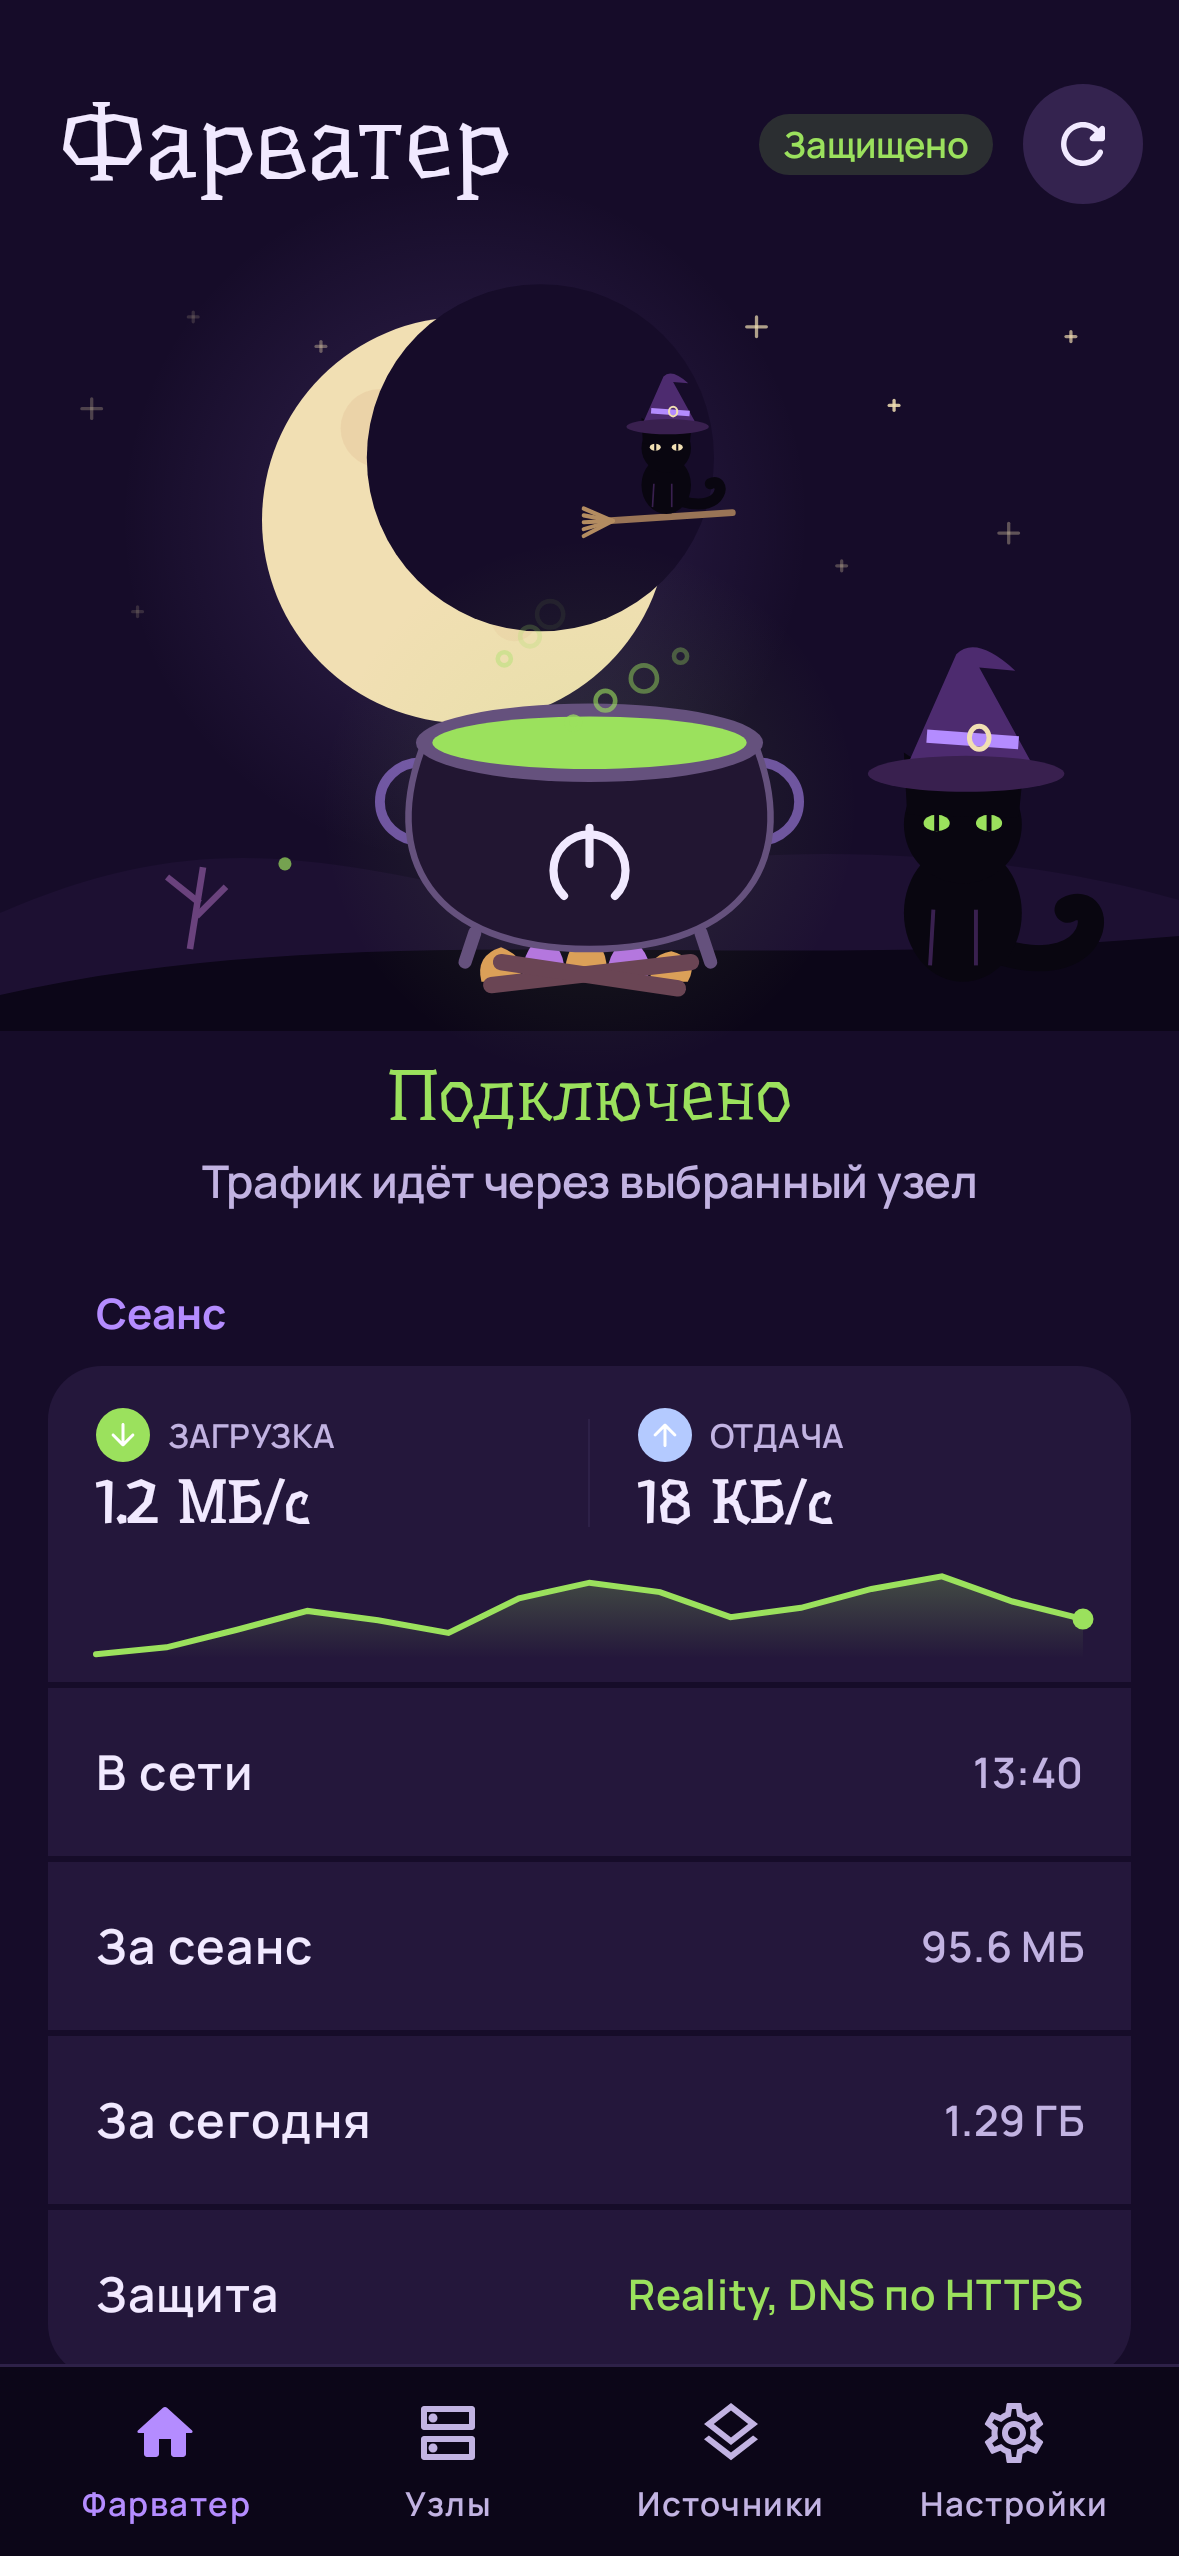 Фарватер
Защищено
Подключено
Трафик идёт через выбранный узел
Сеанс
ЗАГРУЗКА
1.2 МБ/с
ОТДАЧА
18 КБ/с
В сети
13:40
За сеанс
95.6 МБ
За сегодня
1.29 ГБ
Защита
Reality, DNS по HTTPS
Фарватер
Узлы
Источники
Настройки